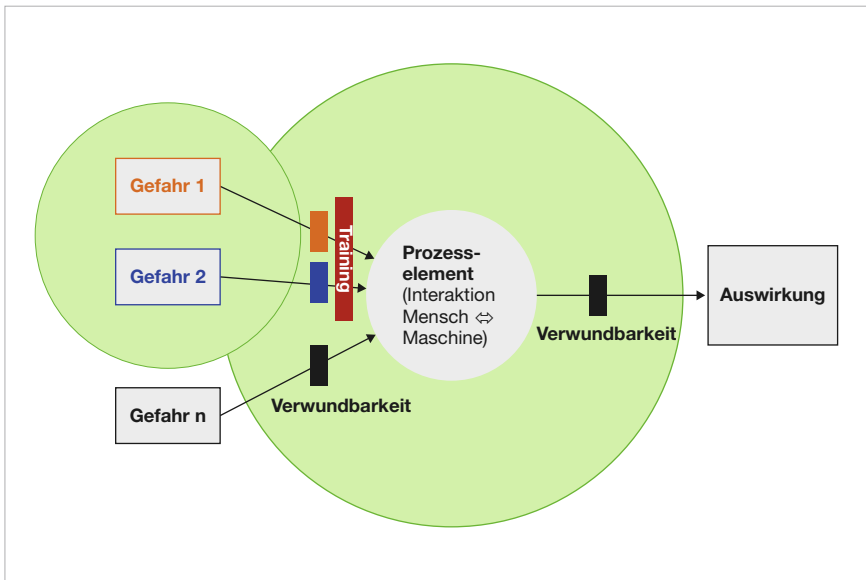 Gefahr 1
Gefahr 2
Gefahr n
Training
Verwundbarkeit
Prozess-
element
(Interaktion
Mensch ⇔
Maschine)
Verwundbarkeit
Auswirkung